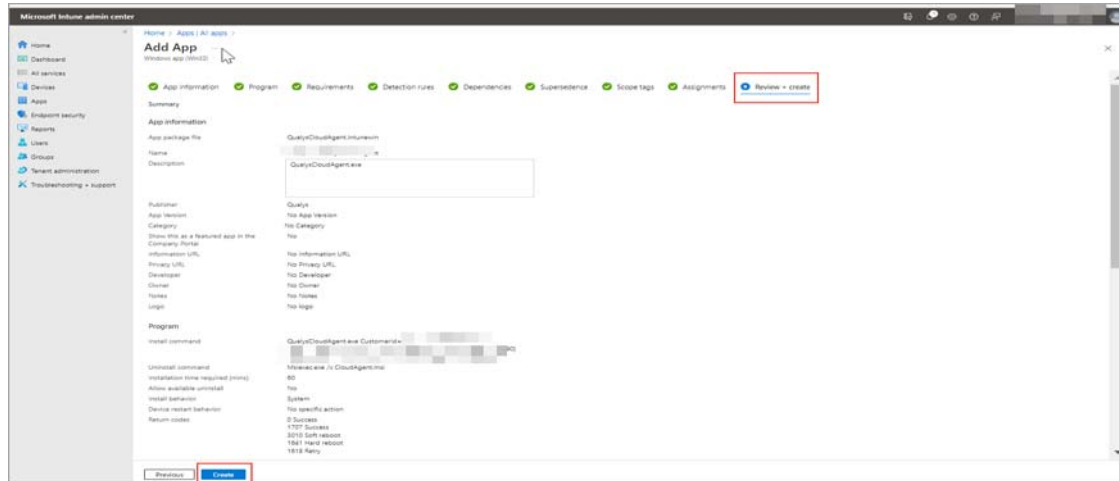 Microsoft Intune admin center
Home > Apps | All apps >
Add App ...
Windows app (Win32)
Home
Dashboard
All services
Devices
Apps
Endpoint security
Reports
Users
Groups
Tenant administration
Troubleshooting + support
App information Program Requirements Detection rules Dependencies Supersedence Scope tags Assignments Review + create
Summary
App information
App package file QualysCloudAgent.intunewin
Name
Description QualysCloudAgent.exe
Publisher Qualys
App Version No App Version
Category No Category
Show this as a featured app in the No
Company Portal
Information URL No Information URL
Privacy URL No Privacy URL
Developer No Developer
Owner No Owner
Notes No Notes
Logo No logo
Program
Install command QualysCloudAgent.exe CustomerId=
Uninstall command Msiexec.exe /x CloudAgent.msi
Installation time required (mins) 60
Allow available uninstall No
Install behavior System
Device restart behavior No specific action
Return codes 0 Success
1707 Success
3010 Soft reboot
1641 Hard reboot
1618 Retry
Previous Create